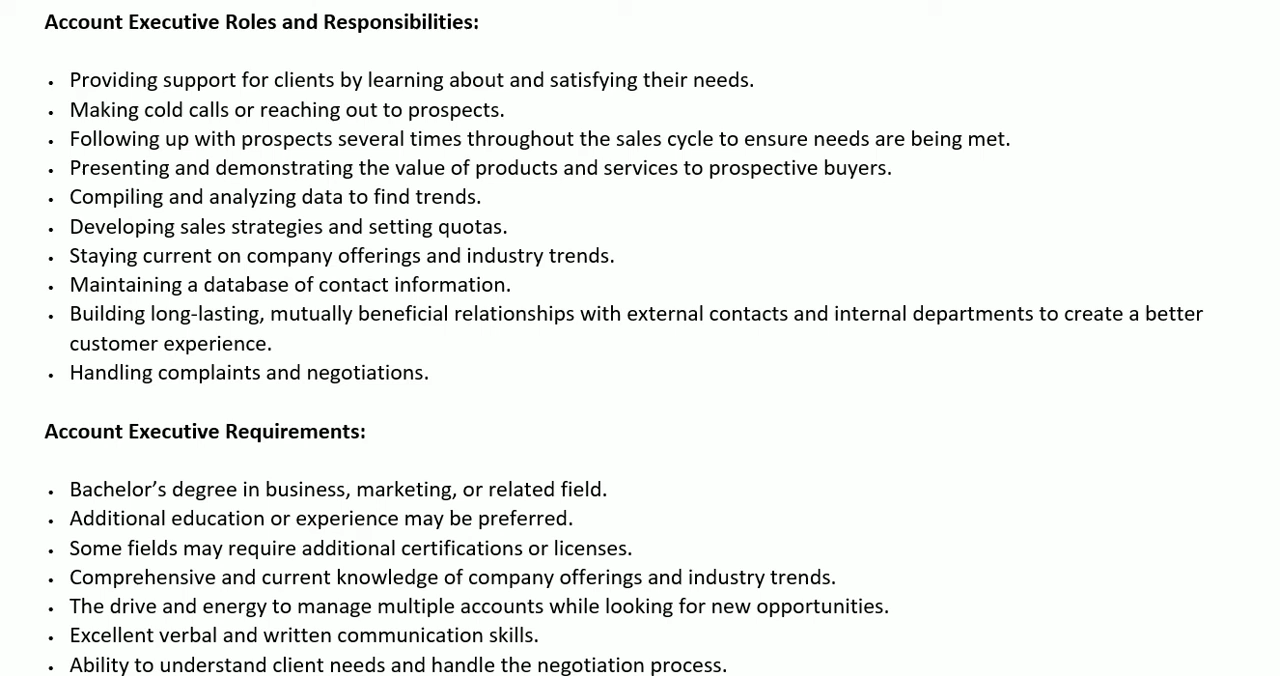 Account Executive Roles and Responsibilities:
• Providing support for clients by learning about and satisfying their needs.
• Making cold calls or reaching out to prospects.
• Following up with prospects several times throughout the sales cycle to ensure needs are being met.
• Presenting and demonstrating the value of products and services to prospective buyers.
• Compiling and analyzing data to find trends.
• Developing sales strategies and setting quotas.
• Staying current on company offerings and industry trends.
• Maintaining a database of contact information.
• Building long-lasting, mutually beneficial relationships with external contacts and internal departments to create a better
customer experience.
• Handling complaints and negotiations.
Account Executive Requirements:
• Bachelor’s degree in business, marketing, or related field.
• Additional education or experience may be preferred.
• Some fields may require additional certifications or licenses.
• Comprehensive and current knowledge of company offerings and industry trends.
• The drive and energy to manage multiple accounts while looking for new opportunities.
• Excellent verbal and written communication skills.
• Ability to understand client needs and handle the negotiation process.